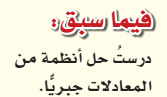 فيما سبق:
درستُ حل أنظمة من
المعادلات جبريًّا.